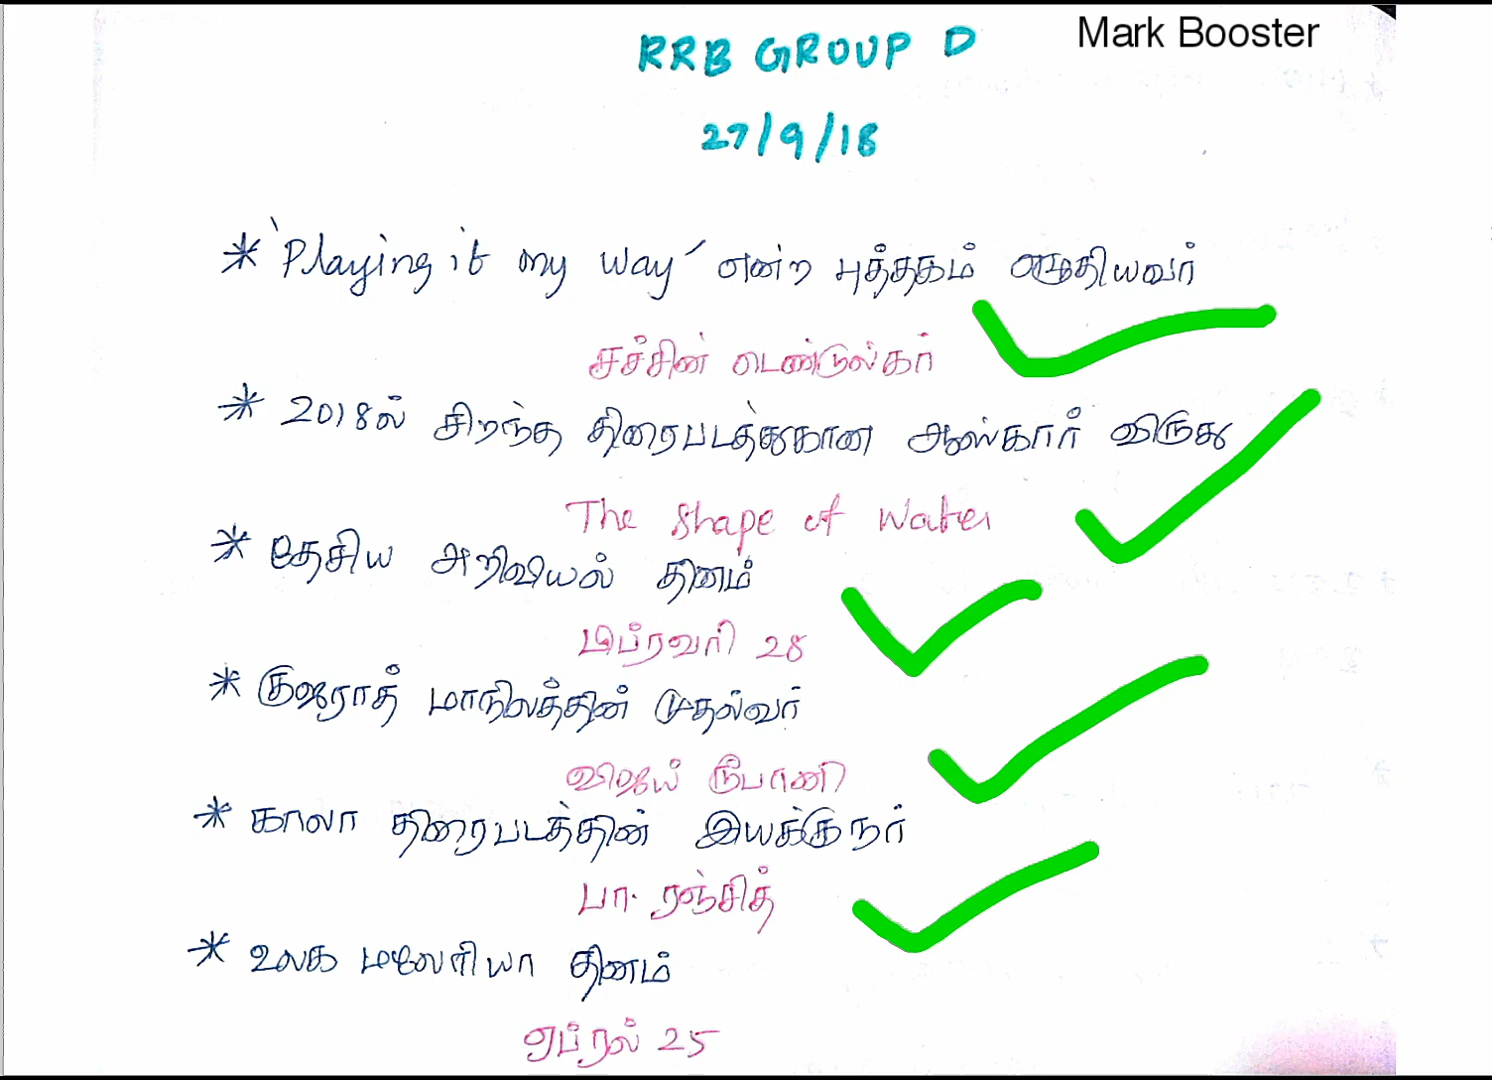 Mark Booster
RRB GROUP D
27/9/18
* 'Playing it my way' என்ற புத்தகம் எழுதியவர்
சச்சின் டெண்டுல்கர்
* 2018ல் சிறந்த திரைபடத்துகான ஆஸ்கார் விருது
The shape of water
* தேசிய அறிவியல் தினம்
பிப்ரவரி 28
* குஜராத் மாநிலத்தின் முதல்வர்
விஜய் ரூபாணி
* காலா திரைபடத்தின் இயக்குநர்
பா. ரஞ்சித்
* உலக மலேரியா தினம்
ஏப்ரல் 25